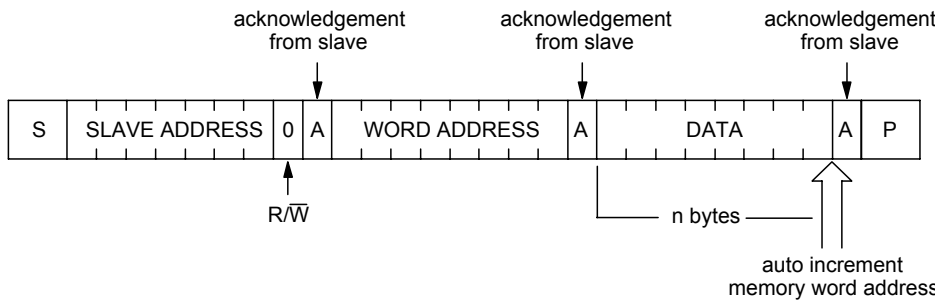 acknowledgement
from slave
acknowledgement
from slave
acknowledgement
from slave
S SLAVE ADDRESS 0 A WORD ADDRESS A DATA A P
R/W̅
n bytes
auto increment
memory word address